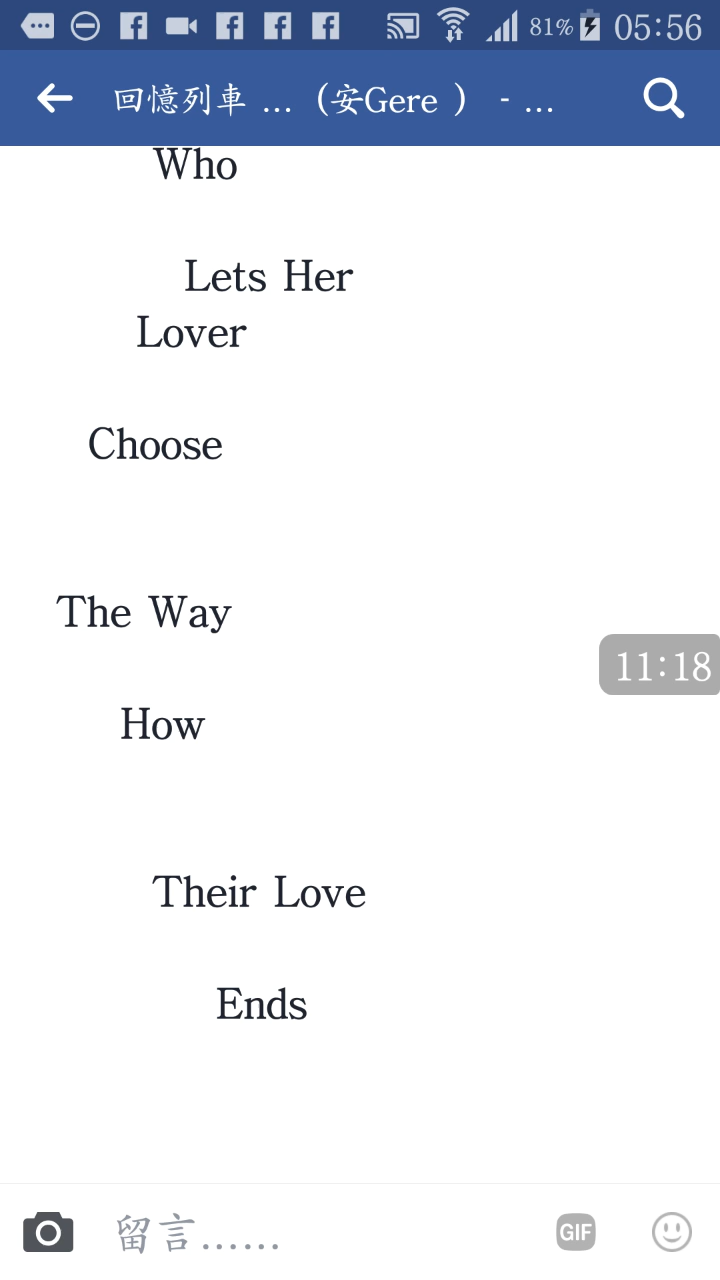 81% 05:56
回憶列車 ... (安Gere ) - ...
Who
Lets Her
Lover
Choose
The Way
11:18
How
Their Love
Ends
留言......
GIF